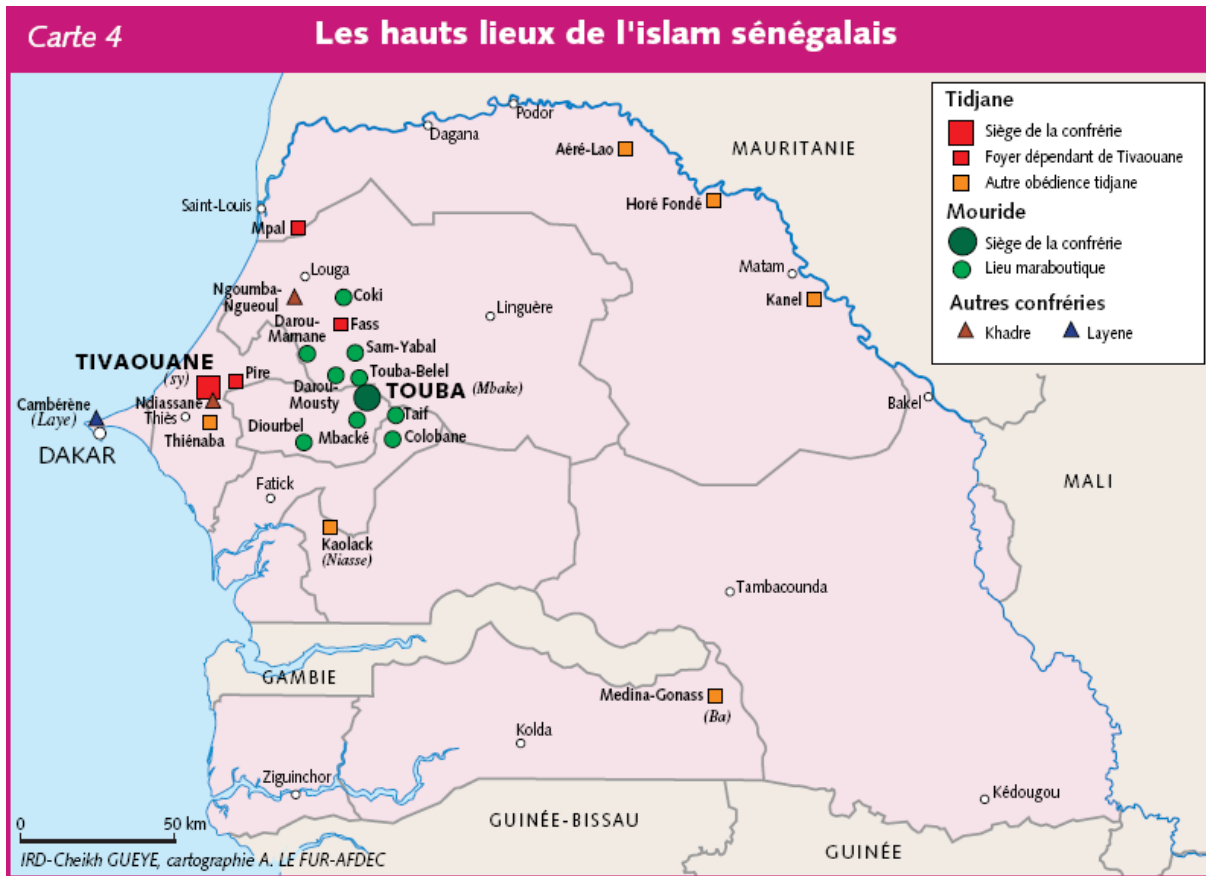 Carte 4
Les hauts lieux de l'islam sénégalais
Tidjane
Siège de la confrérie
Foyer dépendant de Tivaouane
Autre obédience tidjane
Mouride
Siège de la confrérie
Lieu maraboutique
Autres confréries
Khadre
Layene
Podor
Dagana
Aéré-Lao
MAURITANIE
Saint-Louis
Horé Fondé
Mpal
Louga
Matam
Ngoumba-
Ngueoul
Coki
Kanel
Linguère
Darou-
Marnane
Fass
Sam-Yabal
TIVAOUANE
(sy)
Pire
Touba-Belel
Darou-
Mousty
TOUBA (Mbake)
Cambérène
(Laye)
Ndiassane
Thiès
Taif
Bakel
Thiénaba
Diourbel
Mbacké
Colobane
DAKAR
Fatick
MALI
Kaolack
(Niasse)
Tambacounda
GAMBIE
Medina-Gonass
(Ba)
Kolda
Ziguinchor
Kédougou
0 50 km
GUINÉE-BISSAU
GUINÉE
IRD-Cheikh GUEYE, cartographie A. LE FUR-AFDEC